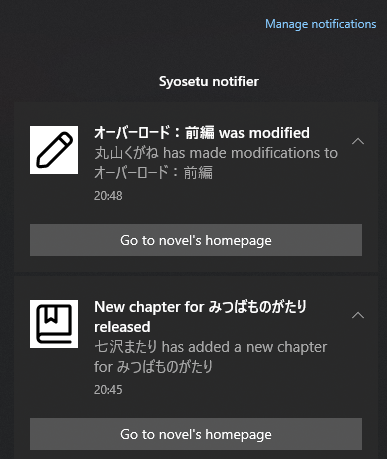 Manage notifications
Syosetu notifier
オーバーロード：前編 was modified
丸山くがね has made modifications to
オーバーロード：前編
20:48
Go to novel's homepage
New chapter for みつばものがたり
released
七沢またり has added a new chapter
for みつばものがたり
20:45
Go to novel's homepage